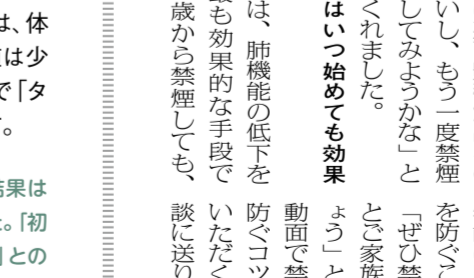 いし、もう一度禁煙
してみようかな」と
くれました。
はいつ始めても効果
は、肺機能の低下を
最も効果的な手段で
歳から禁煙しても、
を防ぐこ
「ぜひ禁
とご家族
ょう」と
動面で禁
防ぐコツ
いただく
談に送り
は、体
は少
で「タ
。
結果は
。「初
」との